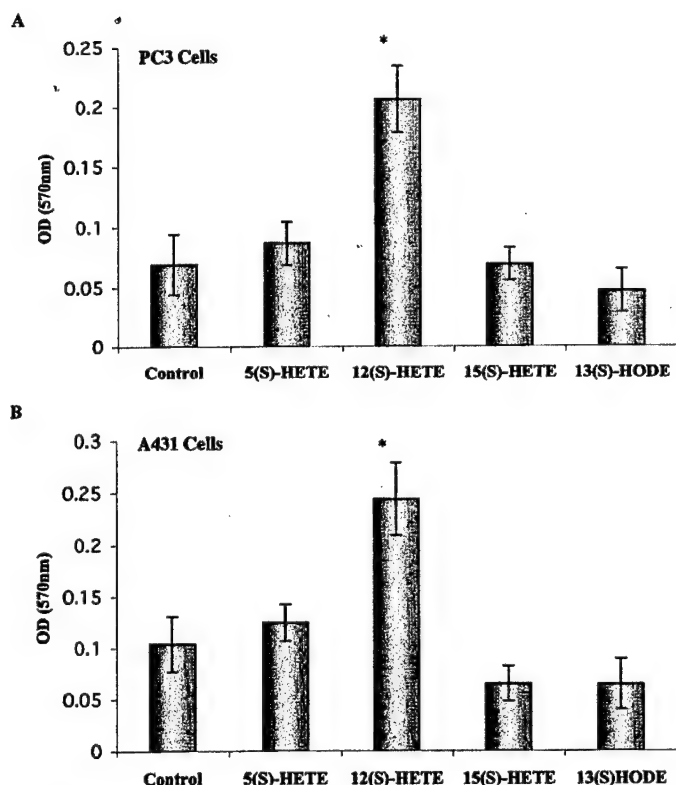 A
PC3 Cells
*
0.25
0.2
0.15
0.1
0.05
0
OD (570nm)
Control 5(S)-HETE 12(S)-HETE 15(S)-HETE 13(S)-HODE
B
A431 Cells
*
0.3
0.25
0.2
0.15
0.1
0.05
0
OD (570nm)
Control 5(S)-HETE 12(S)-HETE 15(S)-HETE 13(S)HODE